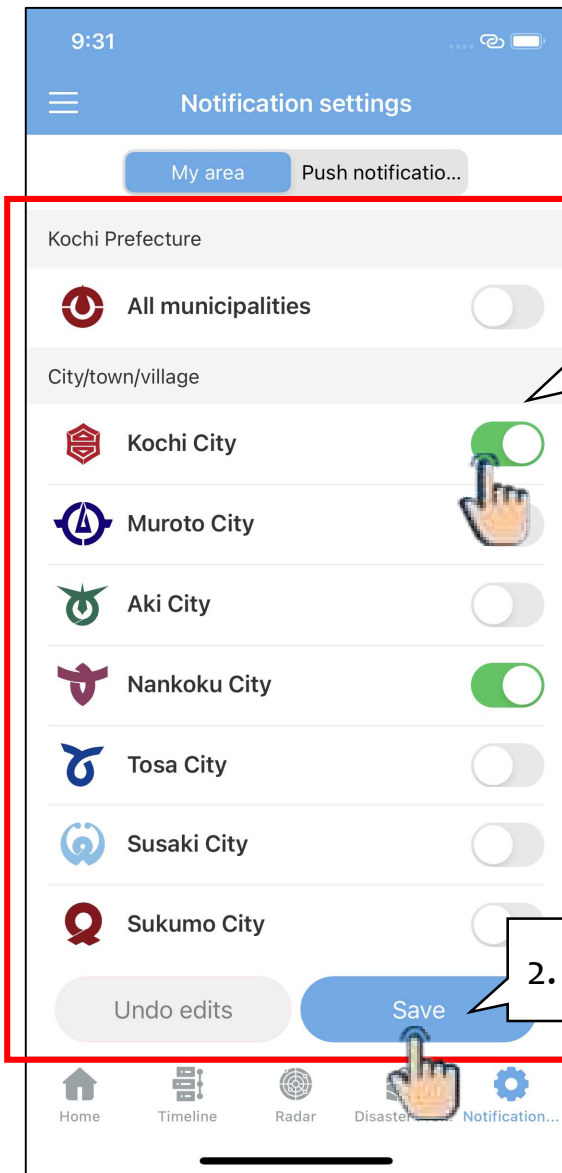 9:31
Notification settings
My area
Push notificatio...
Kochi Prefecture
All municipalities
City/town/village
Kochi City
Muroto City
Aki City
Nankoku City
Tosa City
Susaki City
Sukumo City
2.
Undo edits
Save
Home
Timeline
Radar
Disaster
Notification...